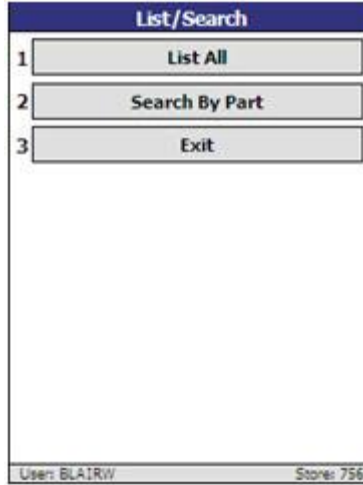 List/Search
1 List All
2 Search By Part
3 Exit
User: BLAIRW Store: 756